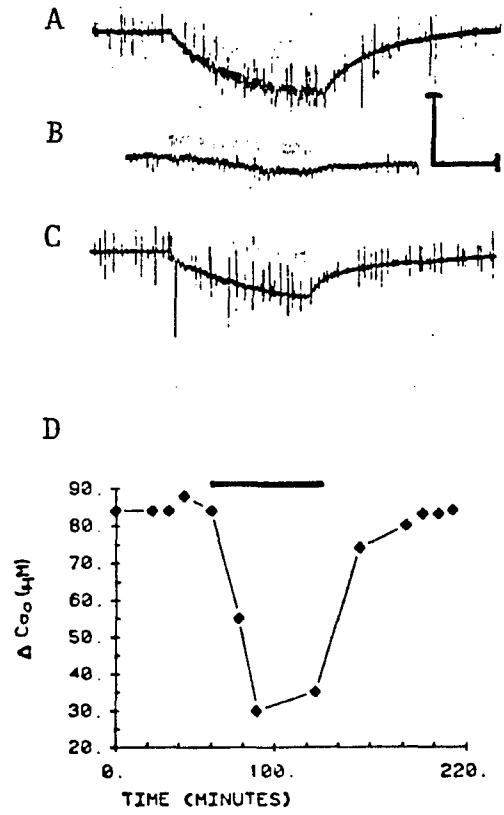 A
B
C
D
90.
80.
70.
60.
50.
40.
30.
20.
Δ Ca₀ (μM)
0. 100. 220.
TIME (MINUTES)